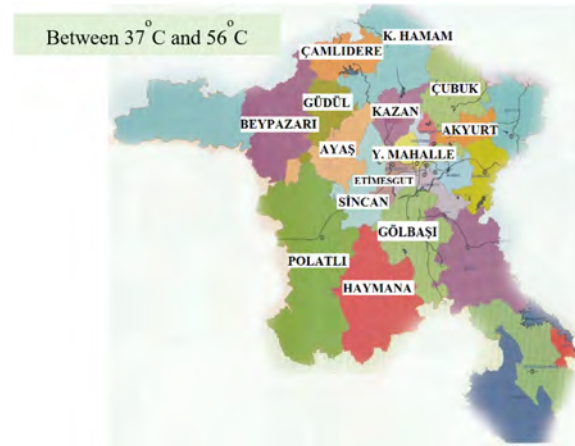 Between 37°C and 56°C
K. HAMAM
ÇAMLIDERE
ÇUBUK
GÜDÜL
KAZAN
BEYPAZARI
AKYURT
AYAŞ
Y. MAHALLE
ETİMESGUT
SİNCAN
GÖLBAŞI
POLATLI
HAYMANA